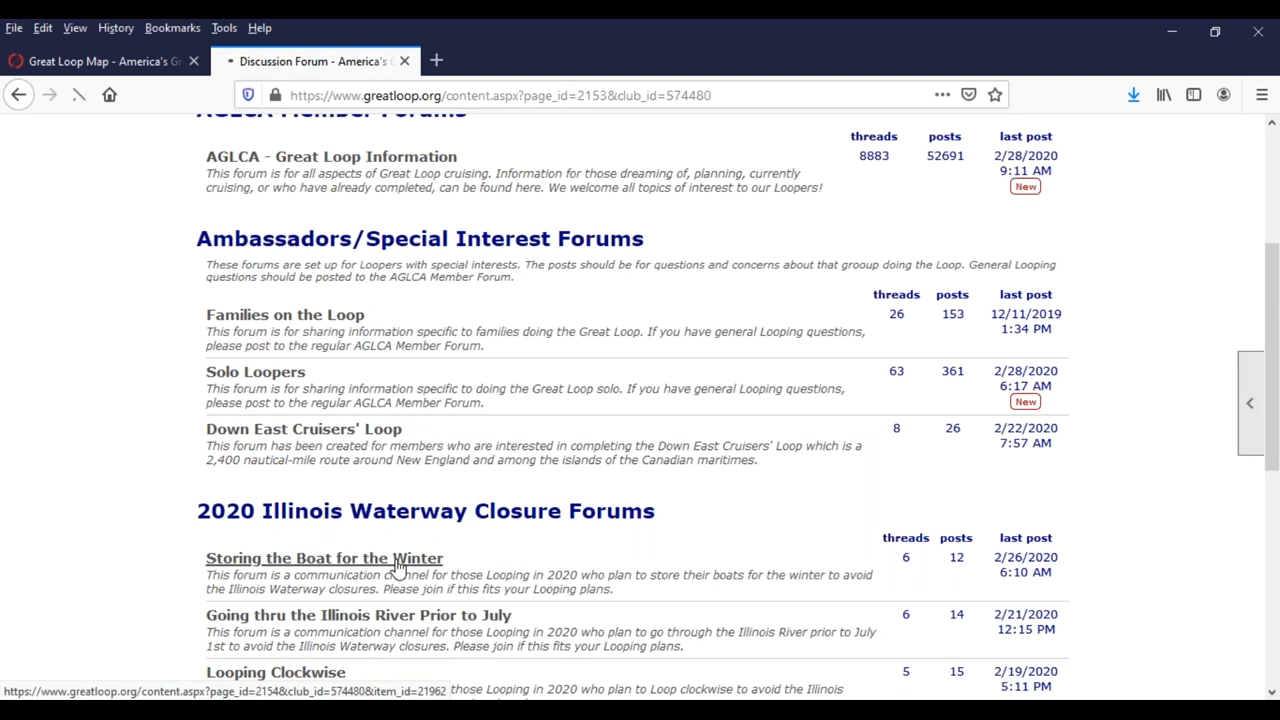 File Edit View History Bookmarks Tools Help
Great Loop Map - America's Gr
Discussion Forum - America's
https://www.greatloop.org/content.aspx?page_id=2153&club_id=574480
AGLCA Member Forums
threads posts last post
AGLCA - Great Loop Information 8883 52691 2/28/2020
9:11 AM
This forum is for all aspects of Great Loop cruising. Information for those dreaming of, planning, currently
cruising, or who have already completed, can be found here. We welcome all topics of interest to our Loopers!
New
Ambassadors/Special Interest Forums
These forums are set up for Loopers with special interests. The posts should be for questions and concerns about that grooup doing the Loop. General Looping
questions should be posted to the AGLCA Member Forum.
threads posts last post
Families on the Loop 26 153 12/11/2019
1:34 PM
This forum is for sharing information specific to families doing the Great Loop. If you have general Looping questions,
please post to the regular AGLCA Member Forum.
Solo Loopers 63 361 2/28/2020
6:17 AM
This forum is for sharing information specific to doing the Great Loop solo. If you have general Looping questions,
please post to the regular AGLCA Member Forum.
New
Down East Cruisers' Loop 8 26 2/22/2020
7:57 AM
This forum has been created for members who are interested in completing the Down East Cruisers' Loop which is a
2,400 nautical-mile route around New England and among the islands of the Canadian maritimes.
2020 Illinois Waterway Closure Forums
threads posts last post
Storing the Boat for the Winter 6 12 2/26/2020
6:10 AM
This forum is a communication channel for those Looping in 2020 who plan to store their boats for the winter to avoid
the Illinois Waterway closures. Please join if this fits your Looping plans.
Going thru the Illinois River Prior to July 6 14 2/21/2020
12:15 PM
This forum is a communication channel for those Looping in 2020 who plan to go through the Illinois River prior to July
1st to avoid the Illinois Waterway closures. Please join if this fits your Looping plans.
Looping Clockwise 5 15 2/19/2020
5:11 PM
those Looping in 2020 who plan to Loop clockwise to avoid the Illinois
https://www.greatloop.org/content.aspx?page_id=2154&club_id=574480&item_id=21962